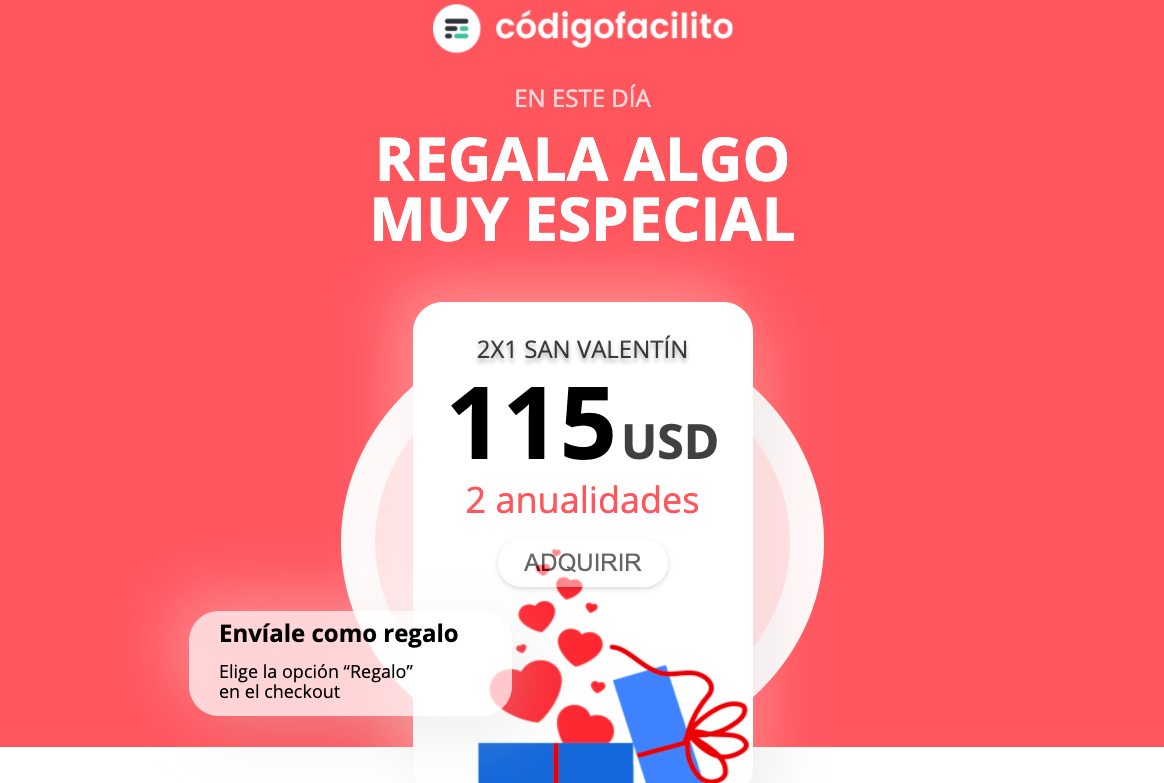 códigofacilito
EN ESTE DÍA
REGALA ALGO
MUY ESPECIAL
2X1 SAN VALENTÍN
115 USD
2 anualidades
ADQUIRIR
Envíale como regalo
Elige la opción “Regalo”
en el checkout